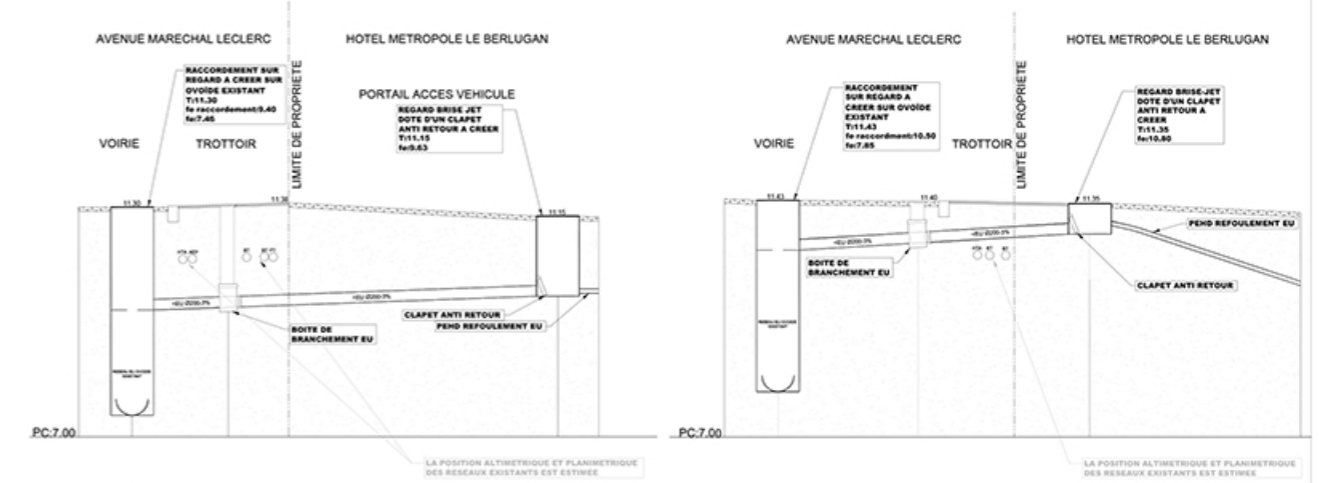 AVENUE MARECHAL LECLERC
HOTEL METROPOLE LE BERLUGAN
RACCORDEMENT SUR
REGARD A CREER SUR
OVOÏDE EXISTANT
T:11.30
fe raccordement:9.40
fe:7.46
LIMITE DE PROPRIETE
PORTAIL ACCES VEHICULE
REGARD BRISE JET
DOTE D'UN CLAPET
ANTI RETOUR A CREER
T:11.15
fe:9.63
VOIRIE
TROTTOIR
11.30
11.38
11.15
CLAPET ANTI RETOUR
PEHD REFOULEMENT EU
BOITE DE
BRANCHEMENT EU
PC:7.00
LA POSITION ALTIMETRIQUE ET PLANIMETRIQUE
DES RESEAUX EXISTANTS EST ESTIMEE
AVENUE MARECHAL LECLERC
HOTEL METROPOLE LE BERLUGAN
RACCORDEMENT
SUR REGARD A
CREER SUR OVOÏDE
EXISTANT
T:11.43
fe raccordment:10.50
fe:7.85
LIMITE DE PROPRIETE
REGARD BRISE-JET
DOTE D'UN CLAPET
ANTI RETOUR A
CREER
T:11.35
fe:10.80
VOIRIE
TROTTOIR
11.43
11.40
11.35
PEHD REFOULEMENT EU
BOITE DE
BRANCHEMENT EU
CLAPET ANTI RETOUR
PC:7.00
LA POSITION ALTIMETRIQUE ET PLANIMETRIQUE
DES RESEAUX EXISTANTS EST ESTIMEE